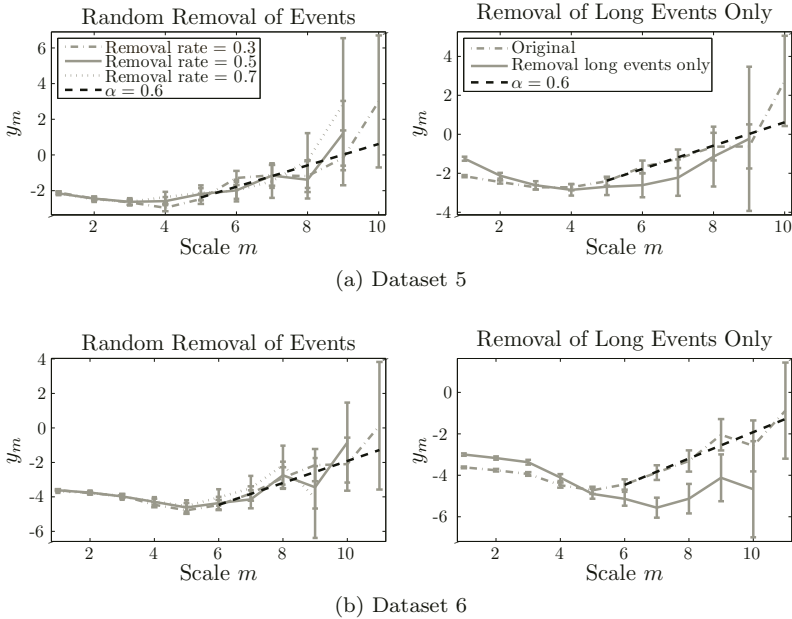 Random Removal of Events
Removal rate = 0.3
Removal rate = 0.5
Removal rate = 0.7
α = 0.6
6
4
2
0
-2
y_m
2 4 6 8 10
Scale m
Removal of Long Events Only
Original
Removal long events only
α = 0.6
6
4
2
0
-2
-4
y_m
2 4 6 8 10
Scale m
(a) Dataset 5
Random Removal of Events
4
2
0
-2
-4
-6
y_m
2 4 6 8 10
Scale m
Removal of Long Events Only
0
-2
-4
-6
y_m
2 4 6 8 10
Scale m
(b) Dataset 6